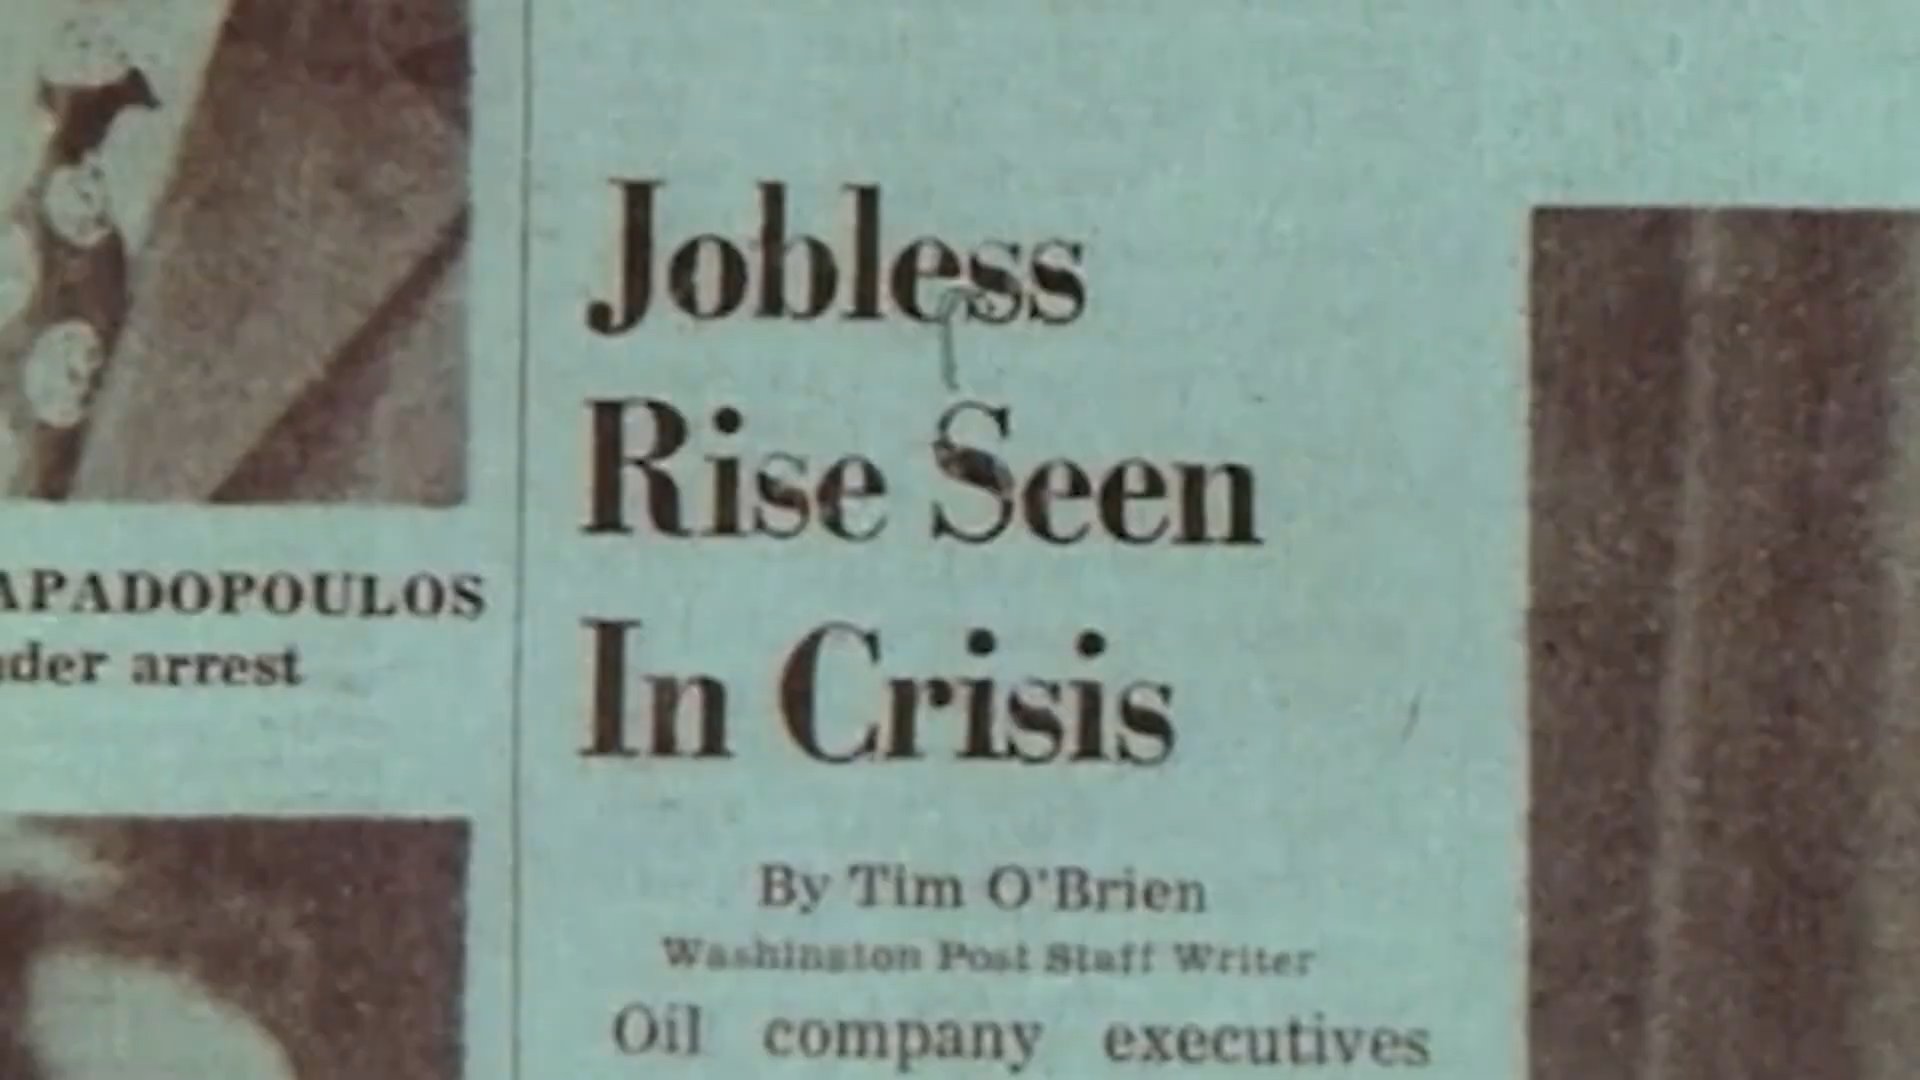 APADOPOULOS
der arrest
Jobless
Rise Seen
In Crisis
By Tim O'Brien
Washington Post Staff Writer
Oil company executives